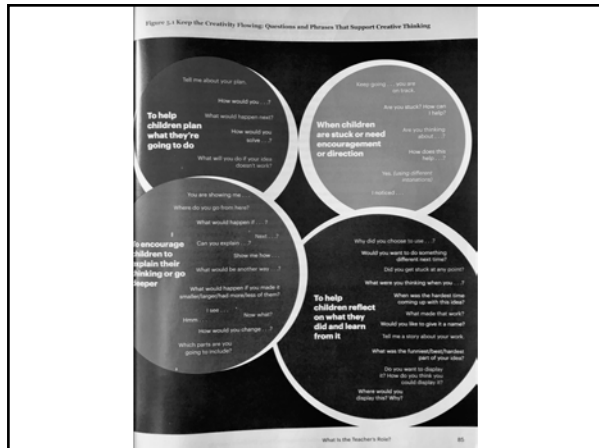 Figure 5.1 Keep the Creativity Flowing: Questions and Phrases That Support Creative Thinking
To help
children plan
what they're
going to do
Tell me about your plan.
How would you . . . ?
What would happen next?
How would you
solve . . . ?
What will you do if your idea
doesn't work?
When children
are stuck or need
encouragement
or direction
Keep going . . . you are
on track.
Are you stuck? How can
I help?
Are you thinking
about . . . ?
How does this
help . . . ?
Yes. (using different
intonations)
I noticed . . .
To encourage
children to
explain their
thinking or go
deeper
You are showing me . . .
Where do you go from here?
What would happen if . . . ?
Next . . . ?
Can you explain . . . ?
Show me how . . .
What would be another way . . . ?
What would happen if you made it
smaller/larger/had more/less of them?
I see . . .
Now what?
Hmm . . .
How would you change . . . ?
Which parts are you
going to include?
To help
children reflect
on what they
did and learn
from it
Why did you choose to use . . . ?
Would you want to do something
different next time?
Did you get stuck at any point?
What were you thinking when you . . . ?
When was the hardest time
coming up with this idea?
What made that work?
Would you like to give it a name?
Tell me a story about your work.
What was the funniest/best/hardest
part of your idea?
Do you want to display
it? How do you think you
could display it?
Where would you
display this? Why?
What Is the Teacher's Role?
85